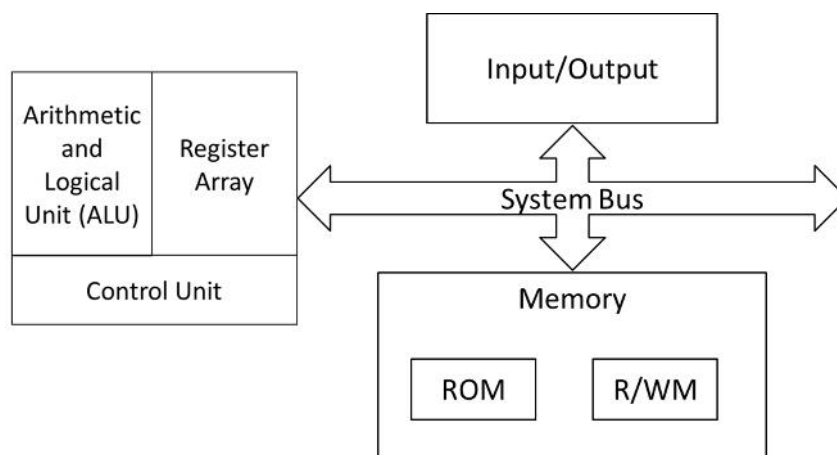 Arithmetic
and
Logical
Unit (ALU)
Register
Array
Control Unit
Input/Output
System Bus
Memory
ROM
R/WM